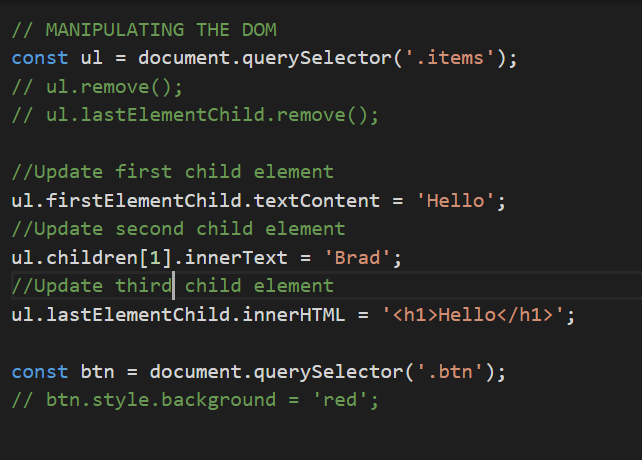 // MANIPULATING THE DOM
const ul = document.querySelector('.items');
// ul.remove();
// ul.lastElementChild.remove();
//Update first child element
ul.firstElementChild.textContent = 'Hello';
//Update second child element
ul.children[1].innerText = 'Brad';
//Update third child element
ul.lastElementChild.innerHTML = '<h1>Hello</h1>';
const btn = document.querySelector('.btn');
// btn.style.background = 'red';